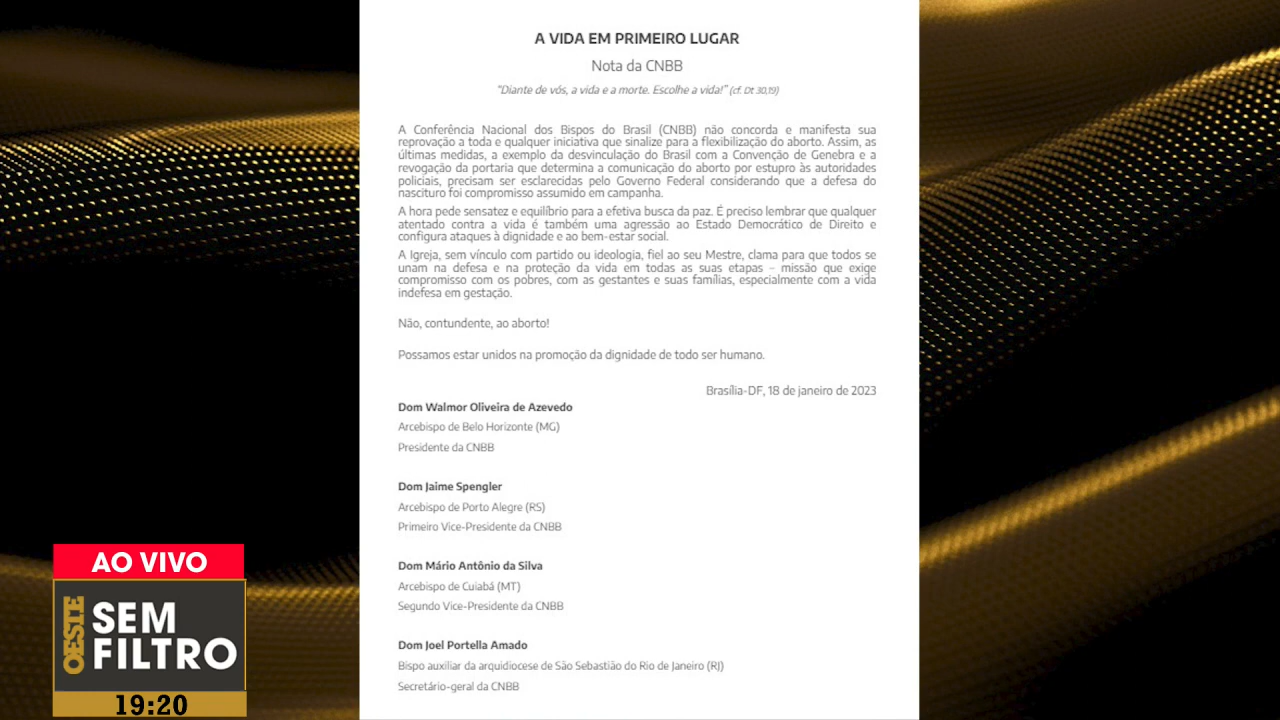 A VIDA EM PRIMEIRO LUGAR
Nota da CNBB
"Diante de vós, a vida e a morte. Escolhe a vida!" (cf. Dt 30,19)
A Conferência Nacional dos Bispos do Brasil (CNBB) não concorda e manifesta sua
reprovação a toda e qualquer iniciativa que sinalize para a flexibilização do aborto. Assim, as
últimas medidas, a exemplo da desvinculação do Brasil com a Convenção de Genebra e a
revogação da portaria que determina a comunicação do aborto por estupro às autoridades
policiais, precisam ser esclarecidas pelo Governo Federal considerando que a defesa do
nascituro foi compromisso assumido em campanha.
A hora pede sensatez e equilíbrio para a efetiva busca da paz. É preciso lembrar que qualquer
atentado contra a vida é também uma agressão ao Estado Democrático de Direito e
configura ataques à dignidade e ao bem-estar social.
A Igreja, sem vínculo com partido ou ideologia, fiel ao seu Mestre, clama para que todos se
unam na defesa e na proteção da vida em todas as suas etapas – missão que exige
compromisso com os pobres, com as gestantes e suas famílias, especialmente com a vida
indefesa em gestação.
Não, contundente, ao aborto!
Possamos estar unidos na promoção da dignidade de todo ser humano.
Brasília-DF, 18 de janeiro de 2023
Dom Walmor Oliveira de Azevedo
Arcebispo de Belo Horizonte (MG)
Presidente da CNBB
Dom Jaime Spengler
Arcebispo de Porto Alegre (RS)
Primeiro Vice-Presidente da CNBB
Dom Mário Antônio da Silva
Arcebispo de Cuiabá (MT)
Segundo Vice-Presidente da CNBB
Dom Joel Portella Amado
Bispo auxiliar da arquidiocese de São Sebastião do Rio de Janeiro (RJ)
Secretário-geral da CNBB
AO VIVO
OESTE
SEM
FILTRO
19:20